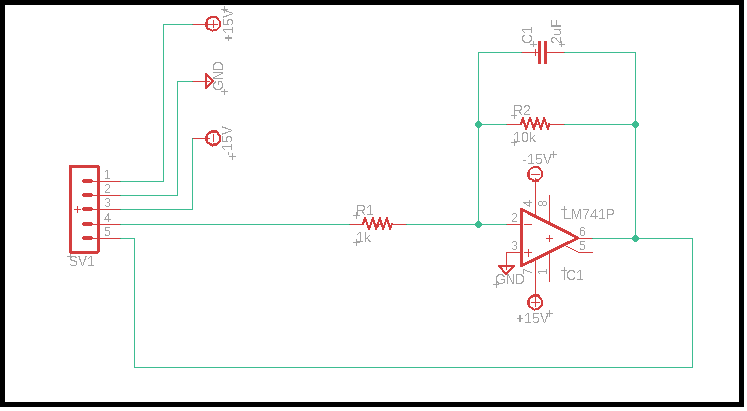 +15V
GND
+15V
1
2
3
4
5
SV1
R1
1k
C1
2uF
R2
10k
-15V
4
8
LM741P
2
3
6
5
7
1
GND
IC1
+15V